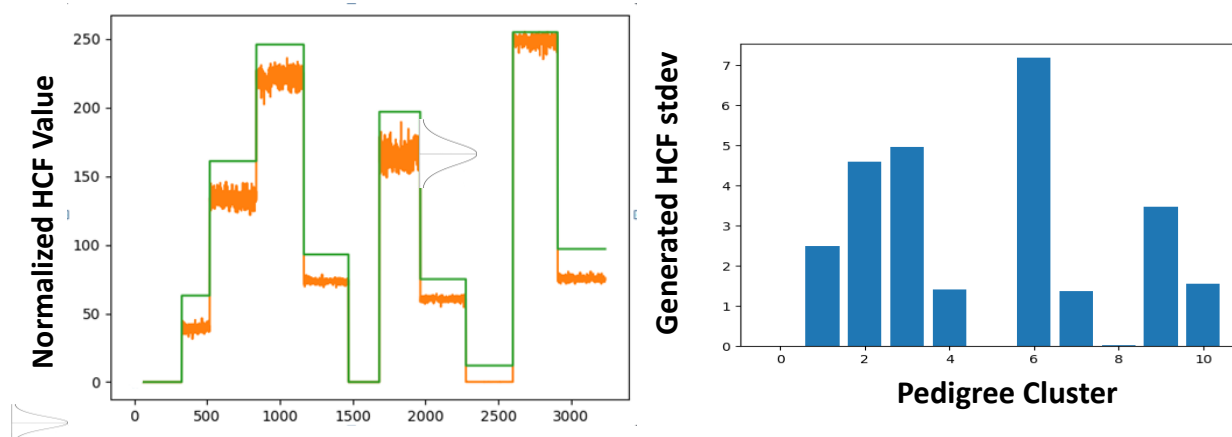 Normalized HCF Value
250
200
150
100
50
0
0 500 1000 1500 2000 2500 3000
Generated HCF stdev
7
6
5
4
3
2
1
0
0 2 4 6 8 10
Pedigree Cluster